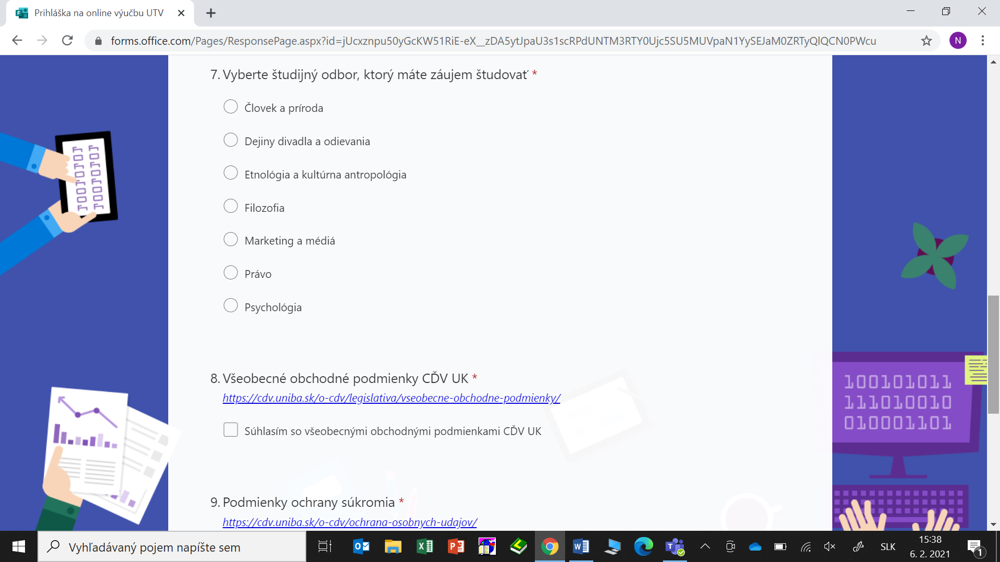 Prihláška na online výučbu UTV
forms.office.com/Pages/ResponsePage.aspx?id=jUcxznpu50yGcKW51RiE-eX__zDA5ytJpaU3s1scRPdUNTM3RTY0Ujc5SU5MUVpaN1YySEJaM0ZRTyQlQCN0PWcu
N
7. Vyberte študijný odbor, ktorý máte záujem študovať *
Človek a príroda
Dejiny divadla a odievania
Etnológia a kultúrna antropológia
Filozofia
Marketing a médiá
Právo
Psychológia
8. Všeobecné obchodné podmienky CĎV UK *
https://cdv.uniba.sk/o-cdv/legislativa/vseobecne-obchodne-podmienky/
Súhlasím so všeobecnými obchodnými podmienkami CĎV UK
100101011
111010010
010001101
9. Podmienky ochrany súkromia *
https://cdv.uniba.sk/o-cdv/ochrana-osobnych-udajov/
Vyhľadávaný pojem napíšte sem
SLK
15:38
6. 2. 2021
1